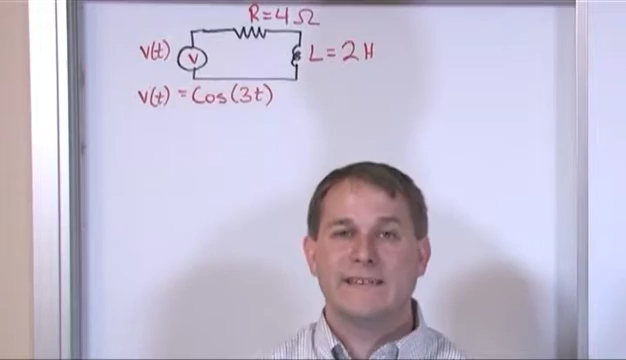 R=4Ω
v(t) V L=2H
v(t) = Cos(3t)